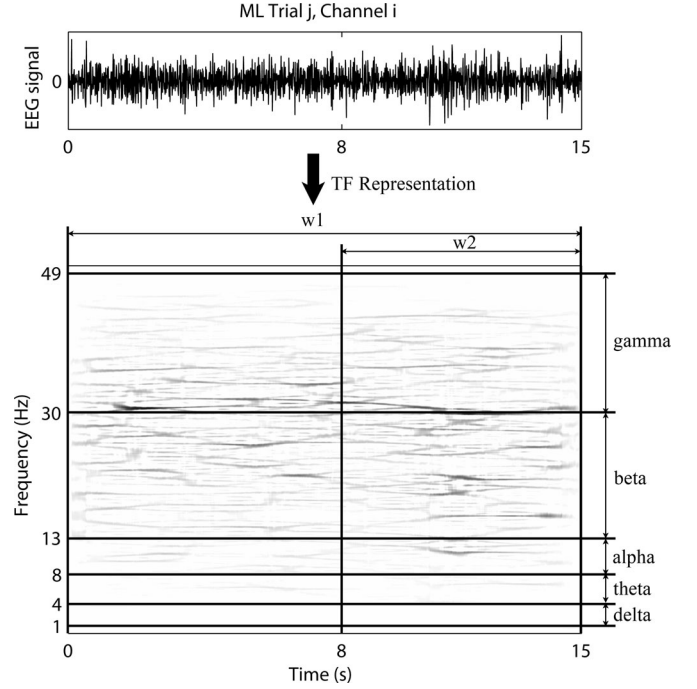 ML Trial j, Channel i
EEG signal
0
0 8 15
TF Representation
w1
w2
49
gamma
30
Frequency (Hz)
beta
13
alpha
8
theta
4
delta
1
0 8 15
Time (s)